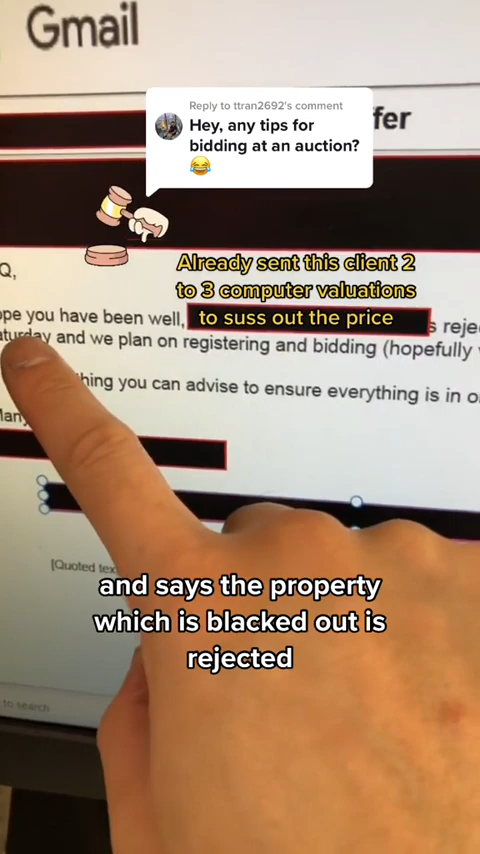 Gmail
Reply to ttran2692's comment
Hey, any tips for
bidding at an auction?
😂
fer
Already sent this client 2
to 3 computer valuations
to suss out the price
Q,
ope you have been well, s reje
aturday and we plan on registering and bidding (hopefully
hing you can advise to ensure everything is in o
Man
[Quoted tex
and says the property
which is blacked out is
rejected
to search